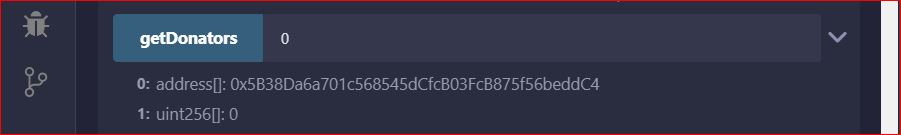 getDonators 0
0: address[]: 0x5B38Da6a701c568545dCfcB03FcB875f56beddC4
1: uint256[]: 0